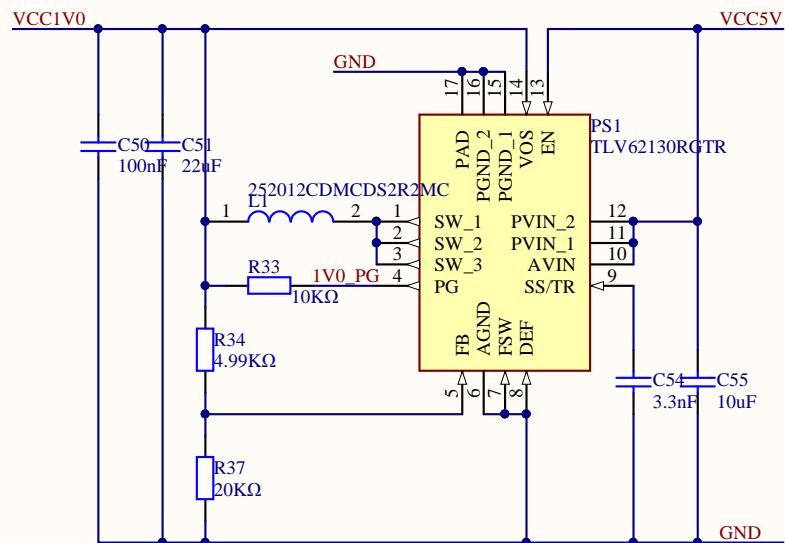 VCC1V0
VCC5V
GND
17
16
15
14
13
PS1
TLV62130RGTR
PAD
PGND_2
PGND_1
VOS
EN
C50
100nF
C51
22uF
252012CDMCDS2R2MC
L1
1
2
1
SW_1
PVIN_2
12
2
SW_2
PVIN_1
11
3
SW_3
AVIN
10
R33
10KΩ
1V0_PG
4
PG
SS/TR
9
R34
4.99KΩ
FB
AGND
FSW
DEF
5
6
7
8
C54
3.3nF
C55
10uF
R37
20KΩ
GND